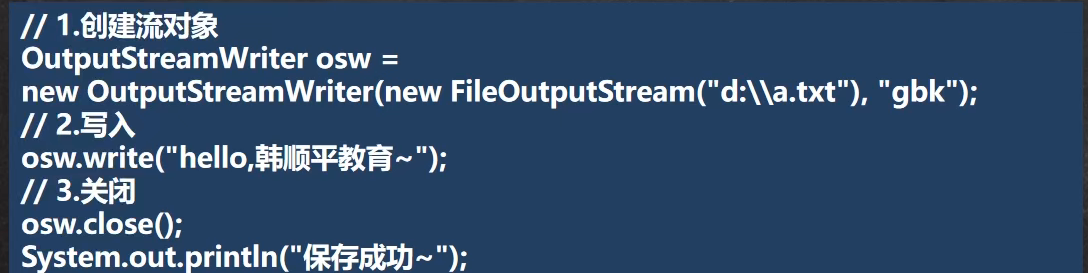 // 1.创建流对象
OutputStreamWriter osw =
new OutputStreamWriter(new FileOutputStream("d:\\a.txt"), "gbk");
// 2.写入
osw.write("hello,韩顺平教育~");
// 3.关闭
osw.close();
System.out.println("保存成功~");